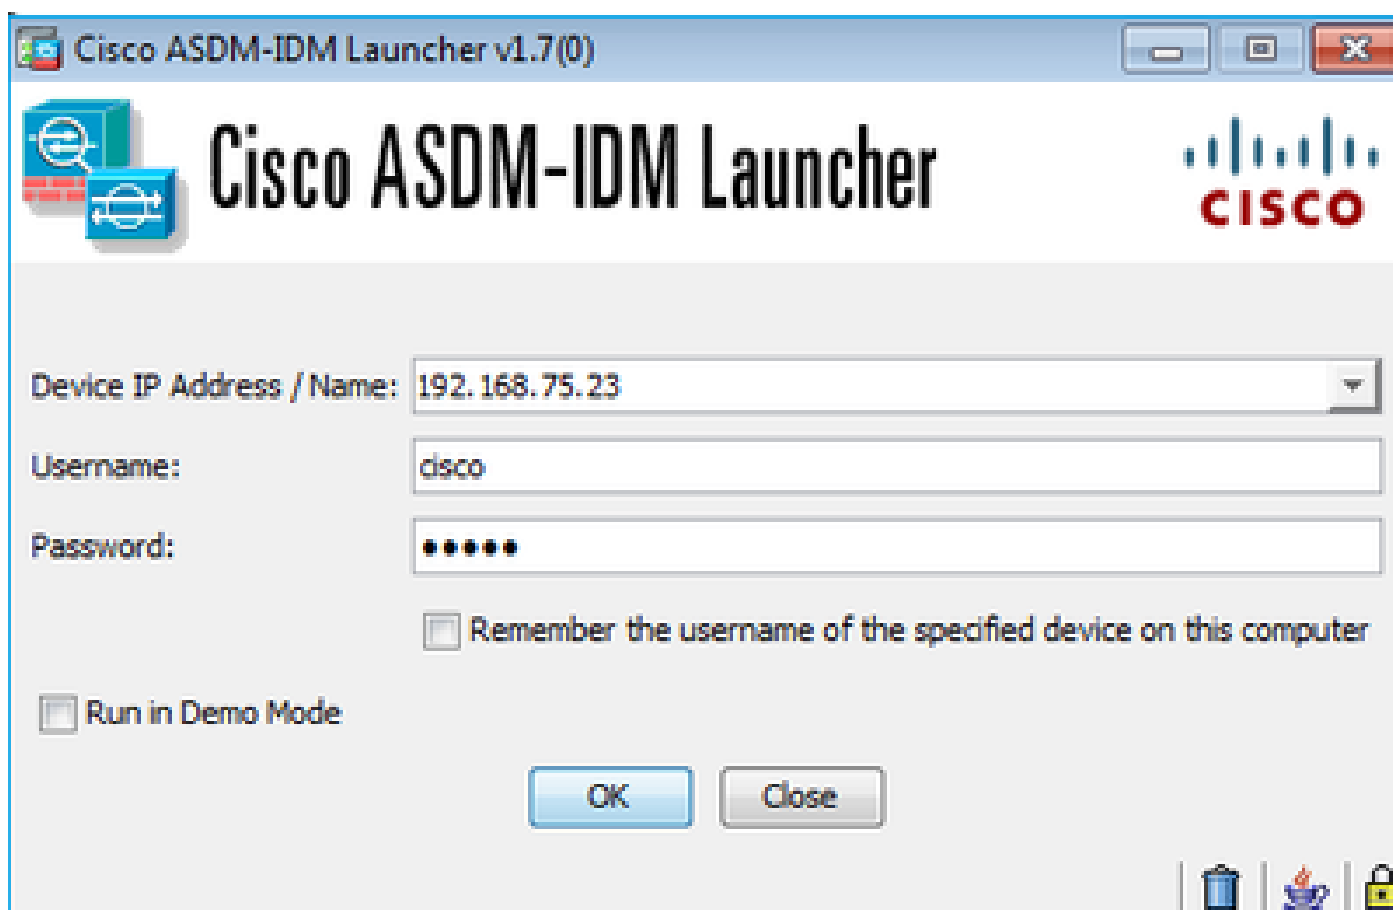 Cisco ASDM-IDM Launcher v1.7(0)
Cisco ASDM-IDM Launcher
CISCO
Device IP Address / Name: 192.168.75.23
Username: cisco
Password: •••••
Remember the username of the specified device on this computer
Run in Demo Mode
OK Close